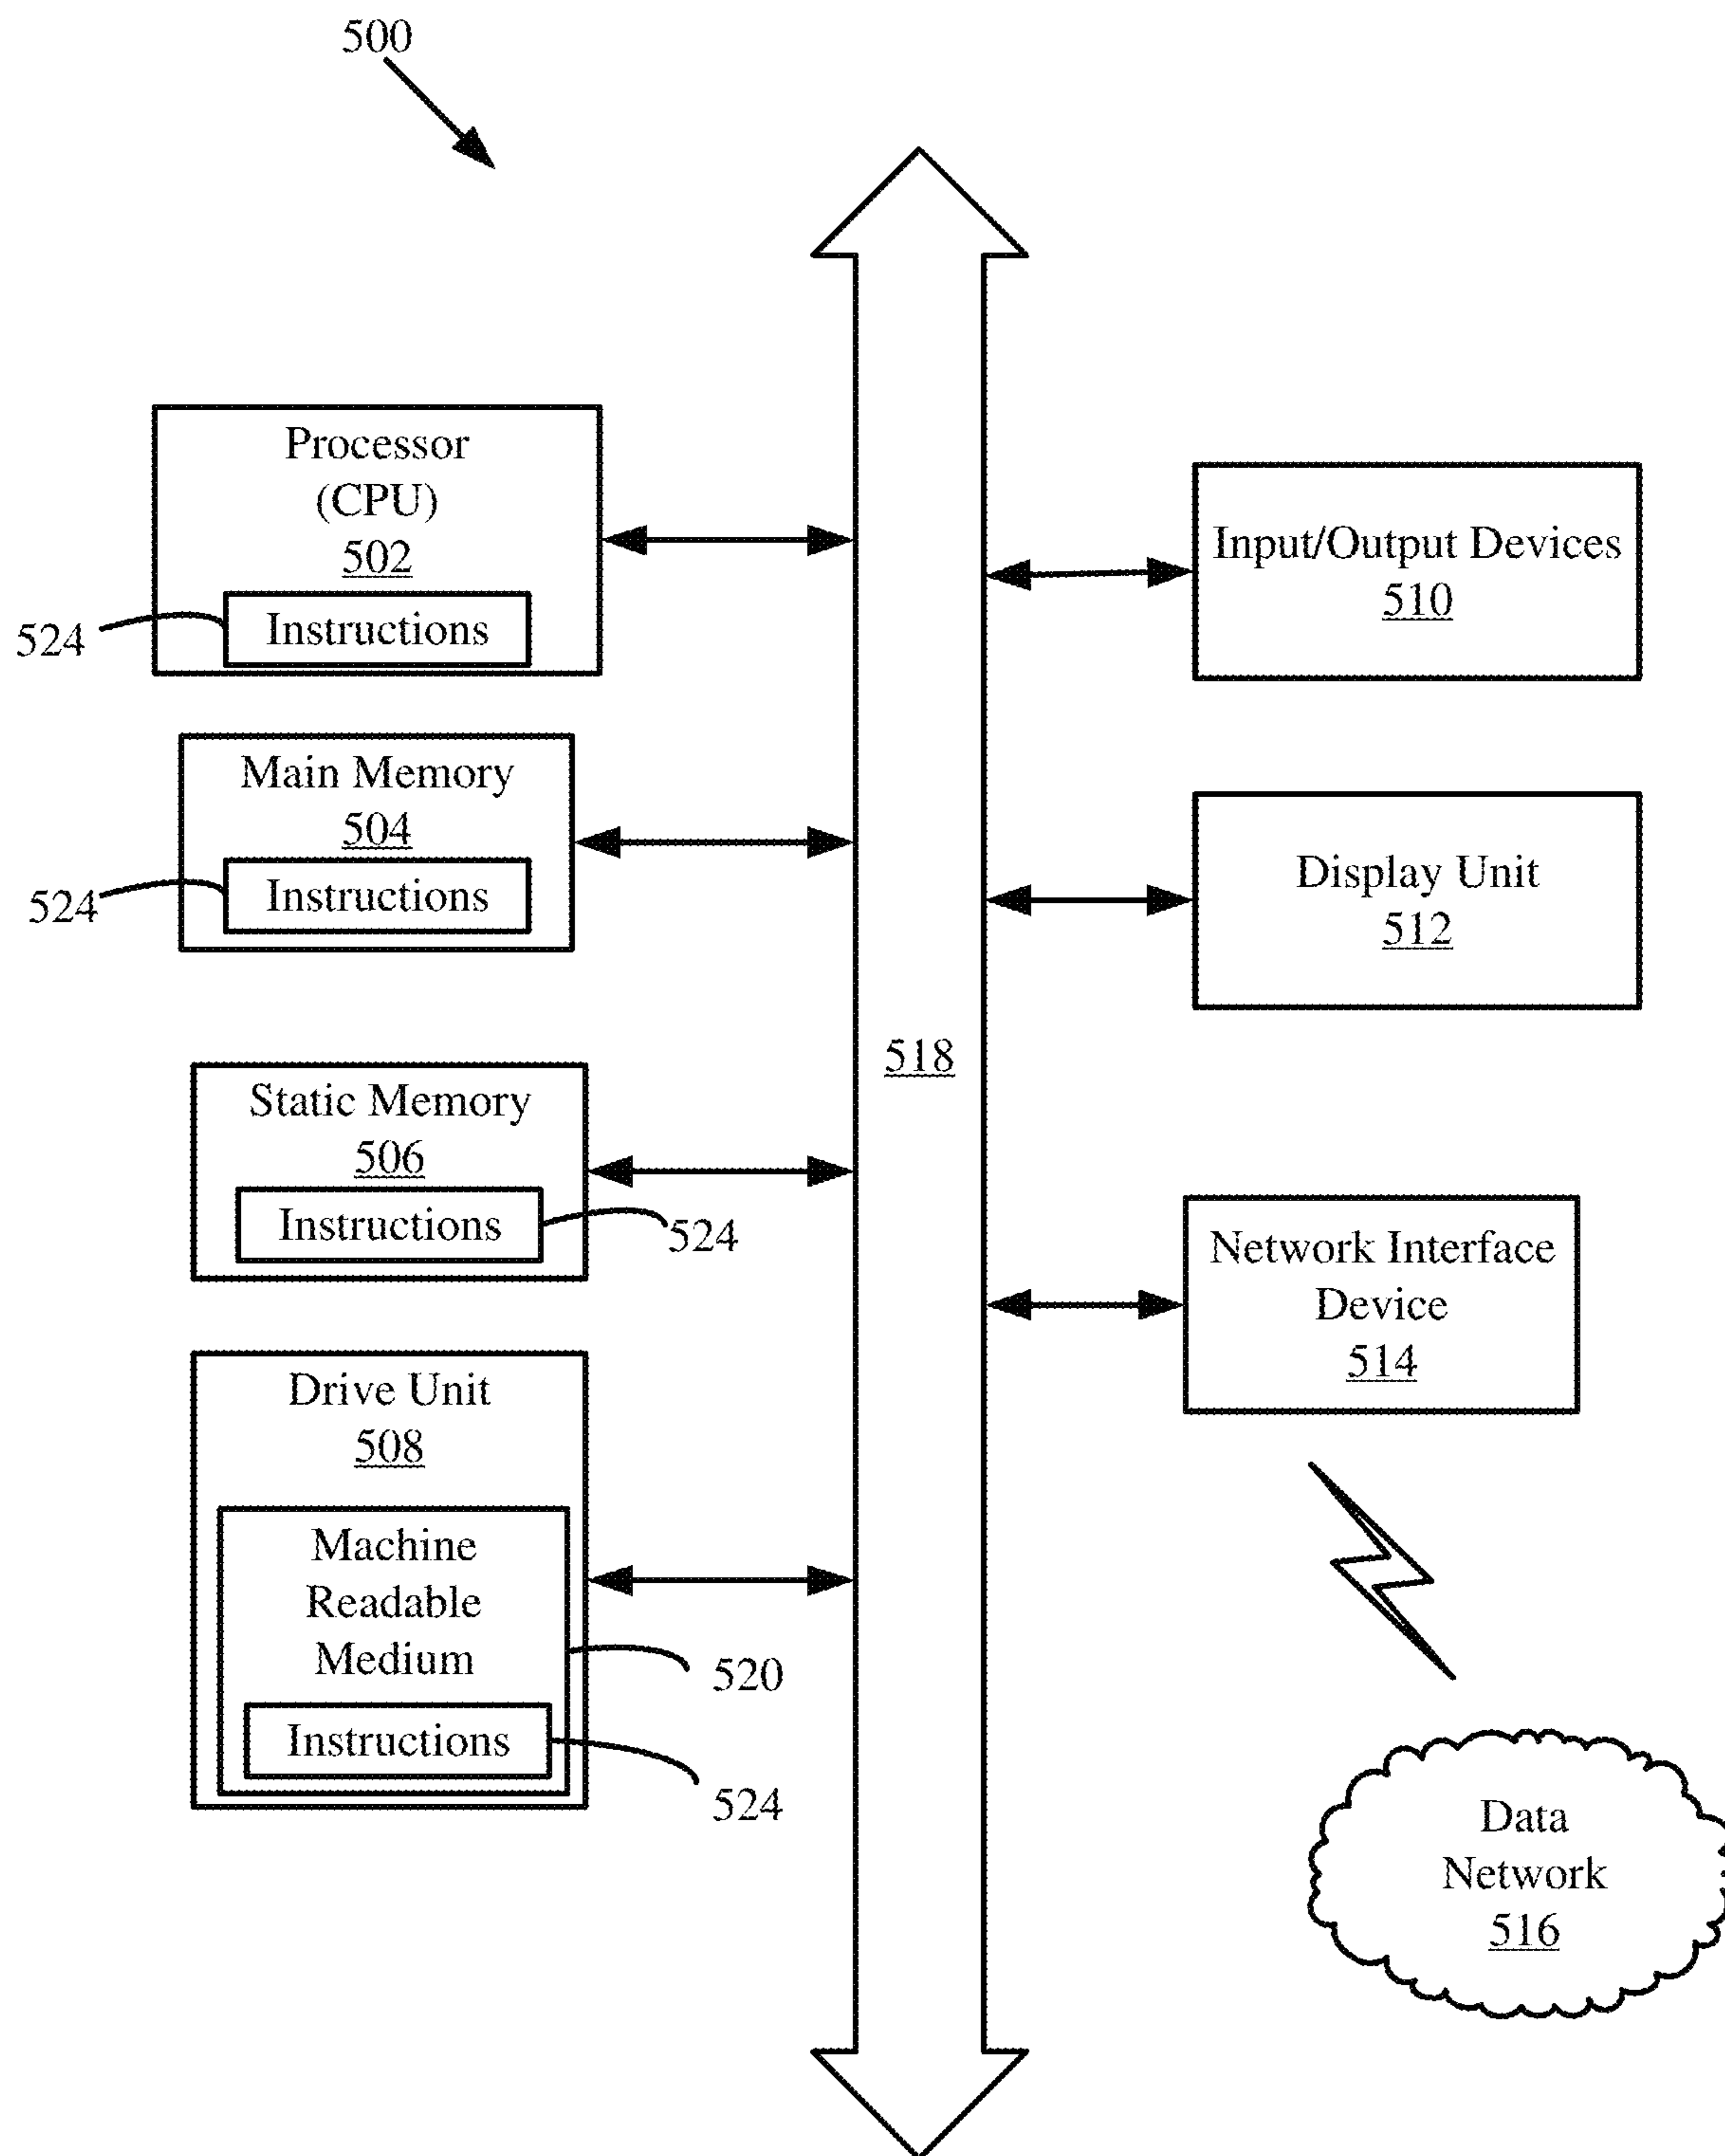 500
Processor
(CPU)
502
Instructions
524
Main Memory
504
Instructions
524
Static Memory
506
Instructions
524
Drive Unit
508
Machine
Readable
Medium
520
Instructions
524
518
Input/Output Devices
510
Display Unit
512
Network Interface
Device
514
Data
Network
516